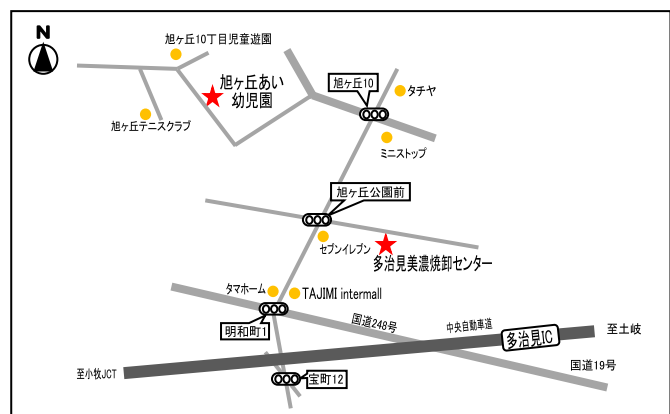 N
旭ヶ丘10丁目児童遊園
旭ヶ丘あい
幼児園
旭ヶ丘10
タチヤ
旭ヶ丘テニスクラブ
ミニストップ
旭ヶ丘公園前
セブンイレブン
多治見美濃焼卸センター
タマホーム
TAJIMI intermall
明和町1
国道248号
中央自動車道
多治見IC
至土岐
至小牧JCT
国道19号
宝町12